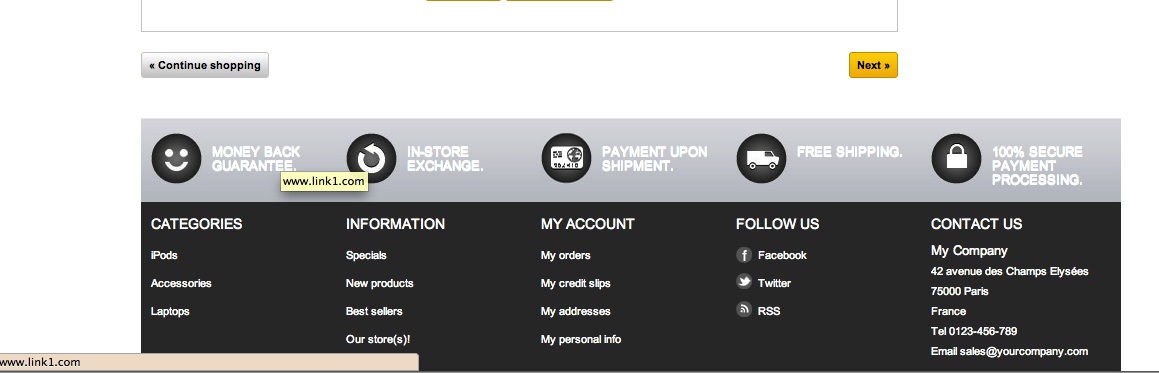 « Continue shopping
Next »
MONEY BACK
GUARANTEE.
IN-STORE
EXCHANGE.
PAYMENT UPON
SHIPMENT.
FREE SHIPPING.
100% SECURE
PAYMENT
PROCESSING.
www.link1.com
CATEGORIES
iPods
Accessories
Laptops
INFORMATION
Specials
New products
Best sellers
Our store(s)!
MY ACCOUNT
My orders
My credit slips
My addresses
My personal info
FOLLOW US
Facebook
Twitter
RSS
CONTACT US
My Company
42 avenue des Champs Elysées
75000 Paris
France
Tel 0123-456-789
Email sales@yourcompany.com
www.link1.com